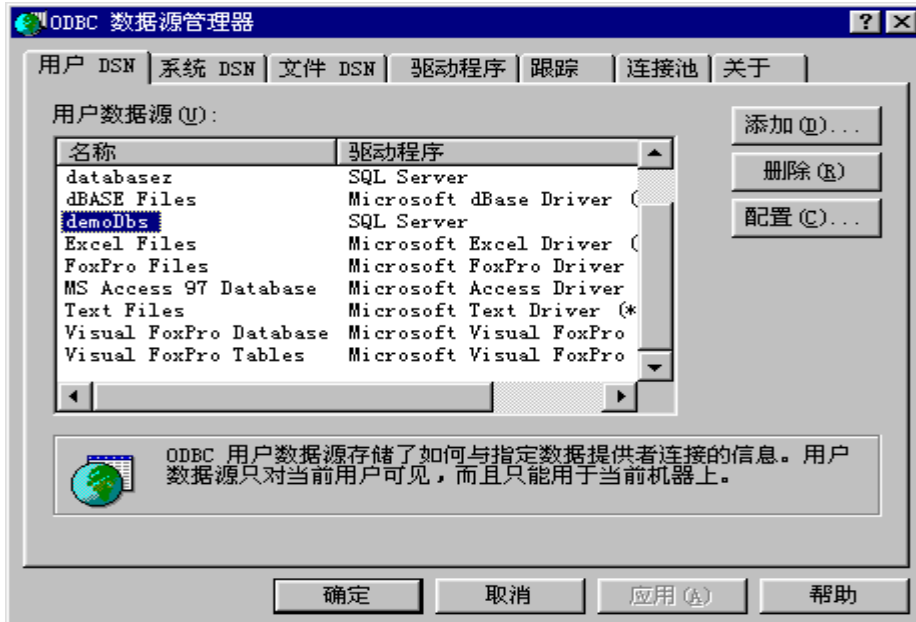 ODBC 数据源管理器
用户 DSN 系统 DSN 文件 DSN 驱动程序 跟踪 连接池 关于
用户数据源(U):
添加(D)...
名称 驱动程序
databasez SQL Server
删除(R)
dBASE Files Microsoft dBase Driver (
demoDbs SQL Server
配置(C)...
Excel Files Microsoft Excel Driver (
FoxPro Files Microsoft FoxPro Driver
MS Access 97 Database Microsoft Access Driver
Text Files Microsoft Text Driver (*
Visual FoxPro Database Microsoft Visual FoxPro
Visual FoxPro Tables Microsoft Visual FoxPro
ODBC 用户数据源存储了如何与指定数据提供者连接的信息。用户
数据源只对当前用户可见，而且只能用于当前机器上。
确定 取消 应用(A) 帮助